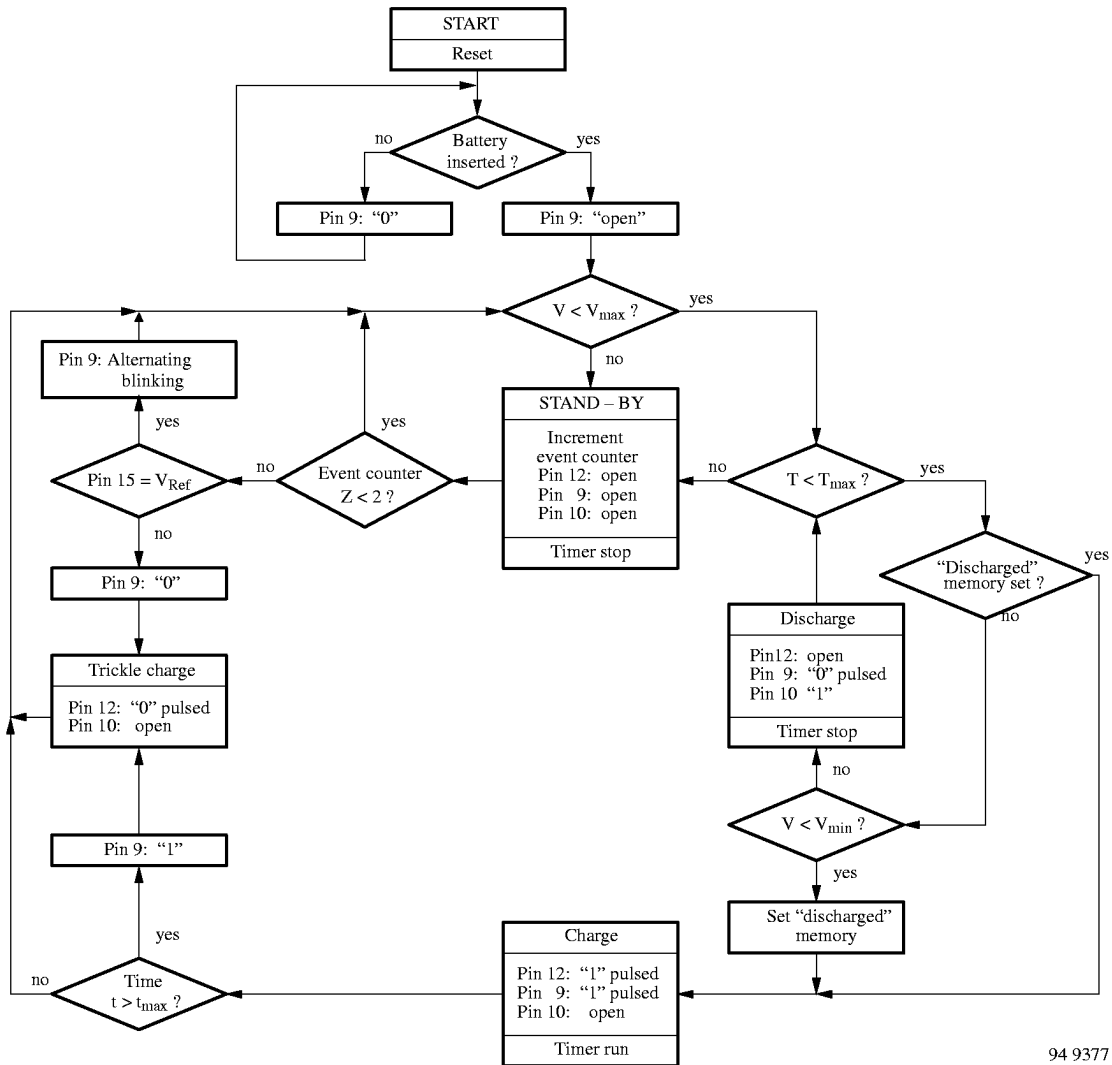 START
Reset
no
Battery
inserted ?
yes
Pin 9: “0”
Pin 9: “open”
V < Vmax ?
yes
no
Pin 9: Alternating
blinking
yes
STAND – BY
Increment
event counter
Pin 12: open
Pin 9: open
Pin 10: open
Timer stop
yes
Event counter
Z < 2 ?
no
Pin 15 = VRef
no
no
T < Tmax ?
yes
“Discharged”
memory set ?
yes
no
Pin 9: “0”
Discharge
Pin12: open
Pin 9: “0” pulsed
Pin 10 “1”
Timer stop
Trickle charge
Pin 12: “0” pulsed
Pin 10: open
no
V < Vmin ?
yes
Pin 9: “1”
Set “discharged”
memory
Charge
Pin 12: “1” pulsed
Pin 9: “1” pulsed
Pin 10: open
Timer run
yes
no
Time
t > tmax ?
94 9377